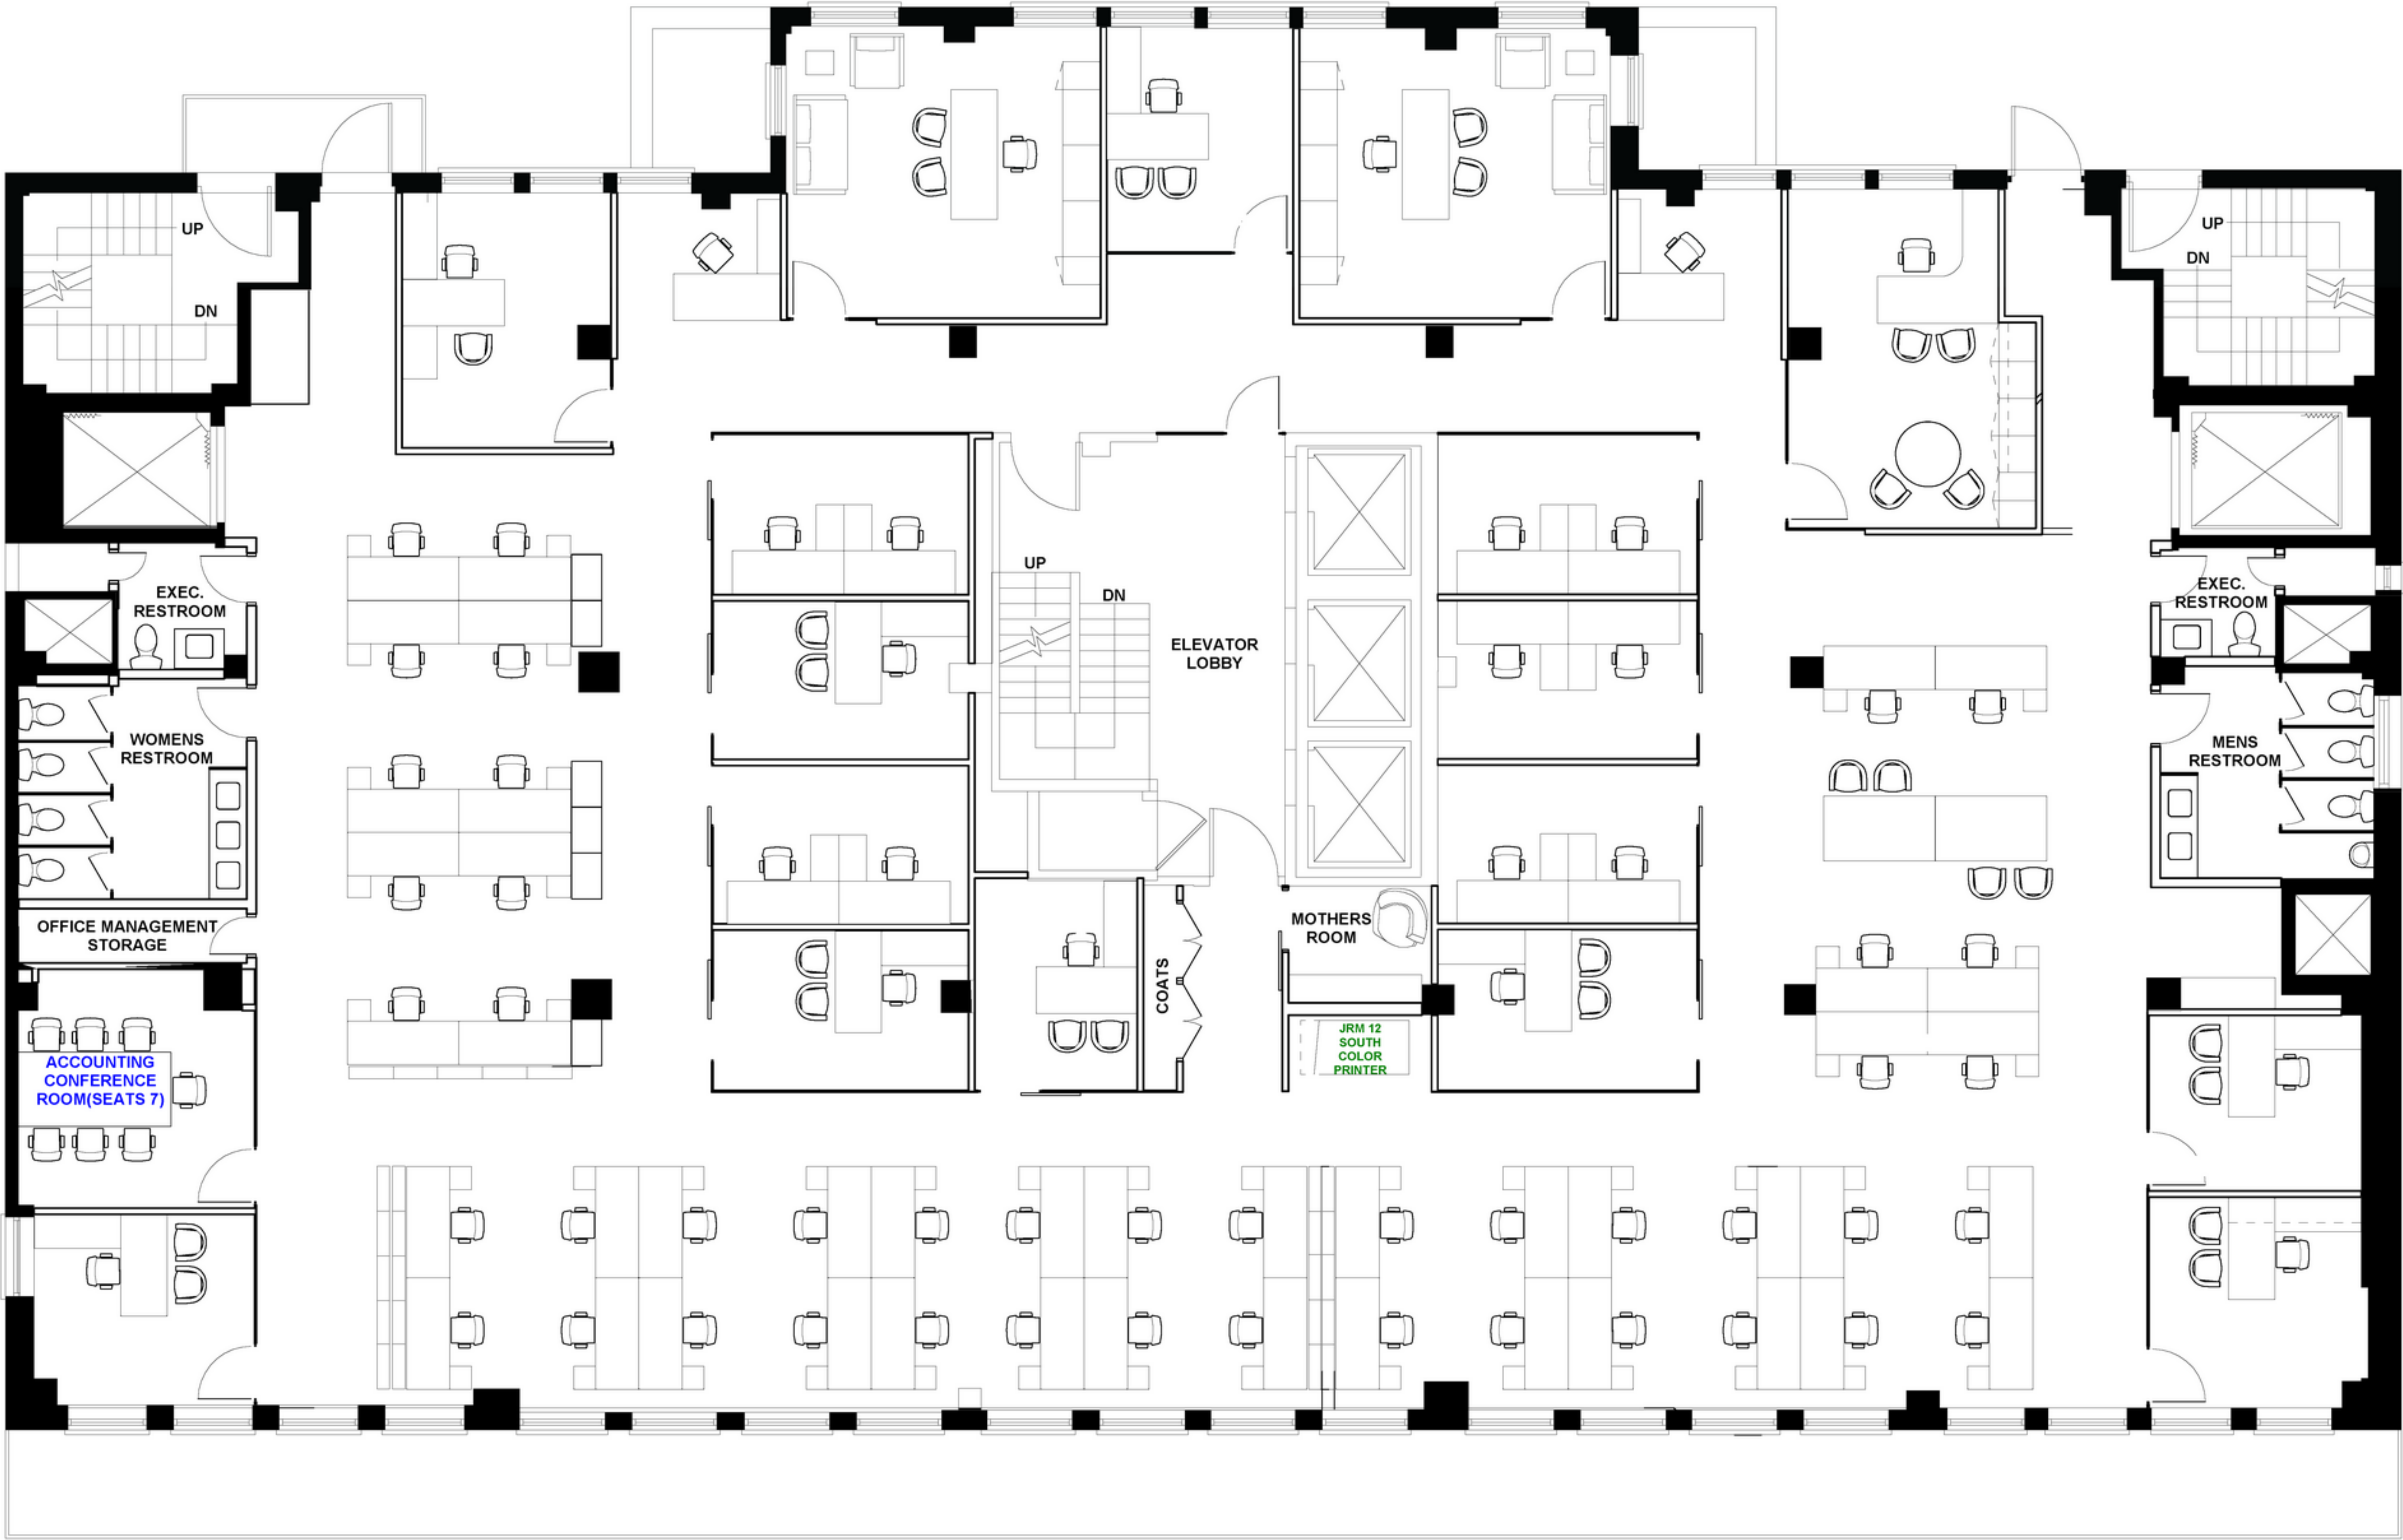 UP
DN
UP
DN
UP
DN
EXEC.
RESTROOM
ELEVATOR
LOBBY
EXEC.
RESTROOM
WOMENS
RESTROOM
MENS
RESTROOM
OFFICE MANAGEMENT
STORAGE
MOTHERS
ROOM
COATS
ACCOUNTING
CONFERENCE
ROOM(SEATS 7)
JRM 12
SOUTH
COLOR
PRINTER